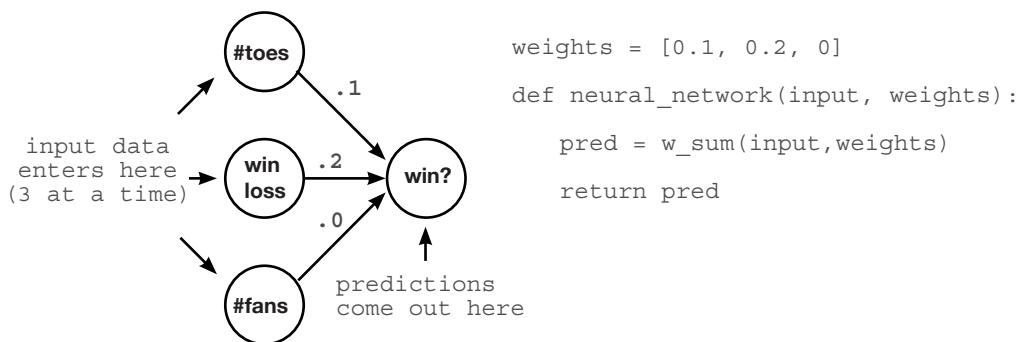 #toes
.1
input data
enters here
(3 at a time)
win
loss
.2
win?
.0
#fans
predictions
come out here
weights = [0.1, 0.2, 0]
def neural_network(input, weights):
pred = w_sum(input,weights)
return pred